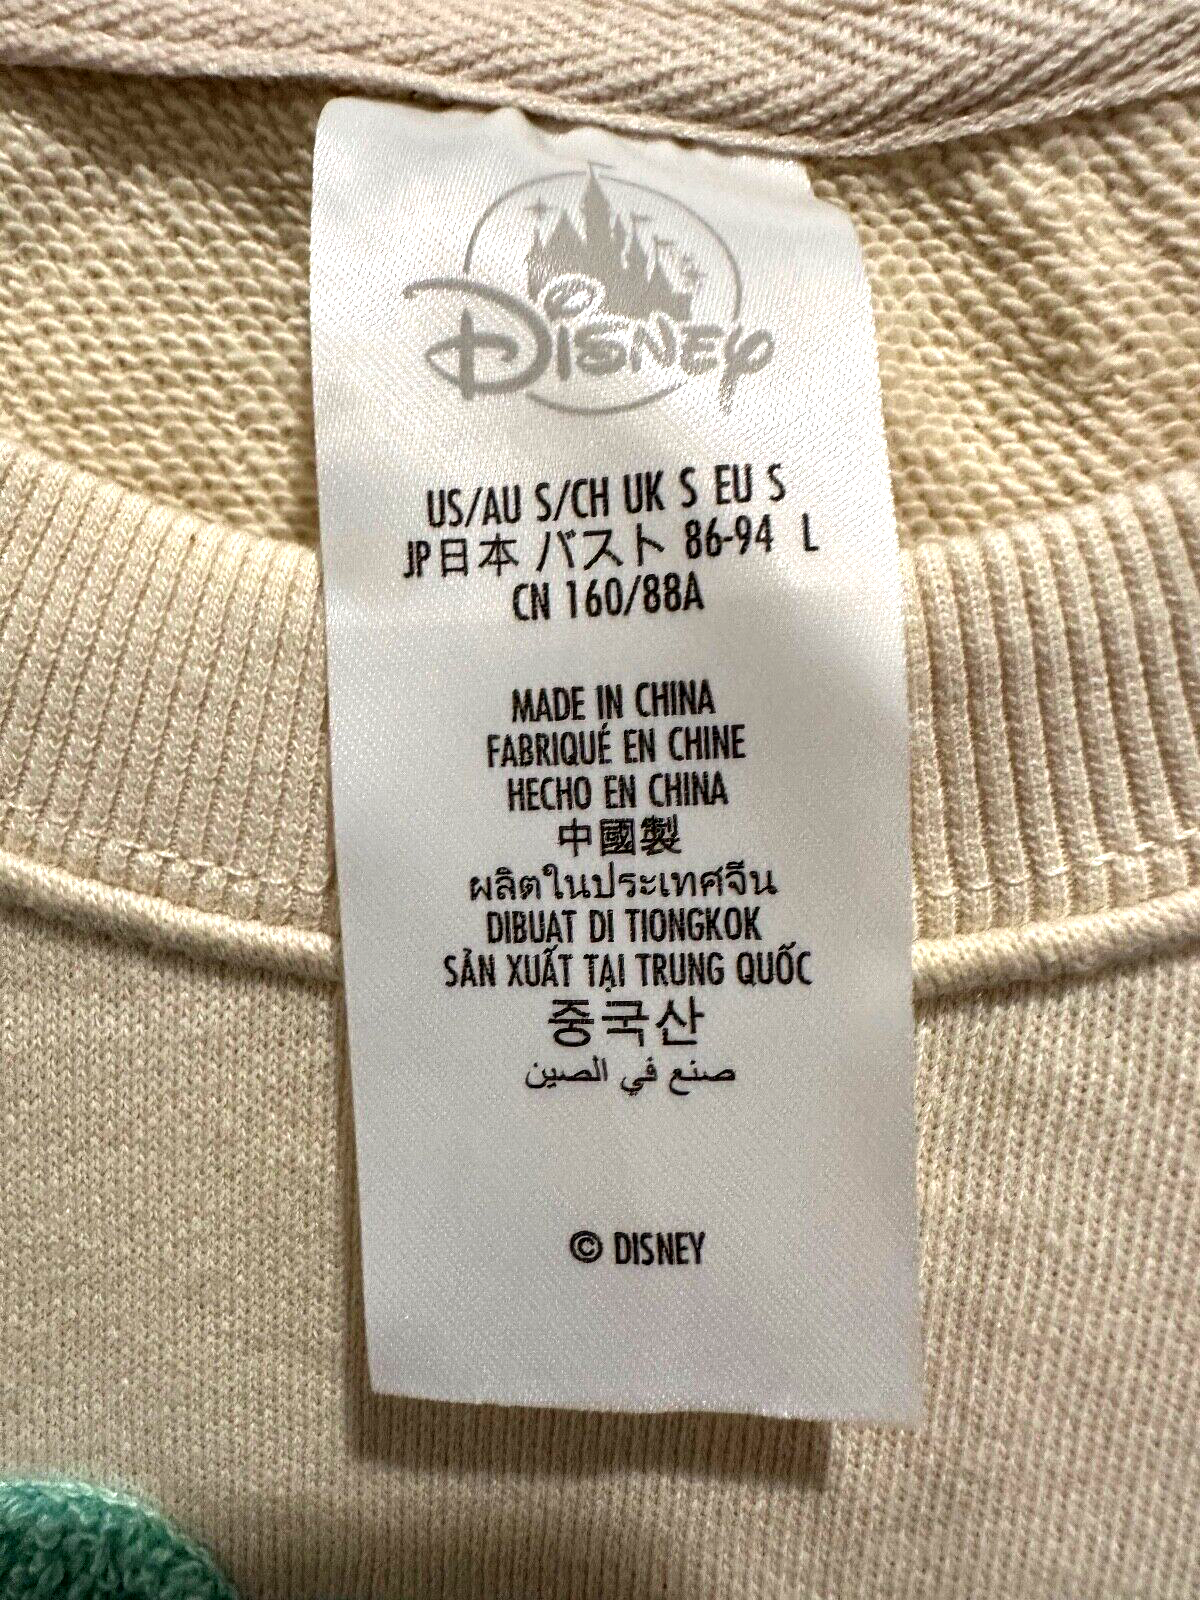 Disney
US/AU S/CH UK S EU S
JP日本 バスト 86-94 L
CN 160/88A
MADE IN CHINA
FABRIQUÉ EN CHINE
HECHO EN CHINA
中國製
ผลิตในประเทศจีน
DIBUAT DI TIONGKOK
SẢN XUẤT TẠI TRUNG QUỐC
중국산
صنع في الصين
© DISNEY